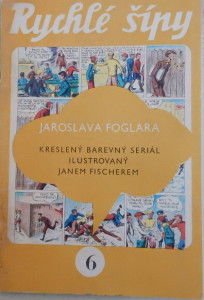 Rychlé šípy
JAROSLAVA FOGLARA
KRESLENÝ BAREVNÝ SERIÁL
ILUSTROVANÝ
JANEM FISCHEREM
6